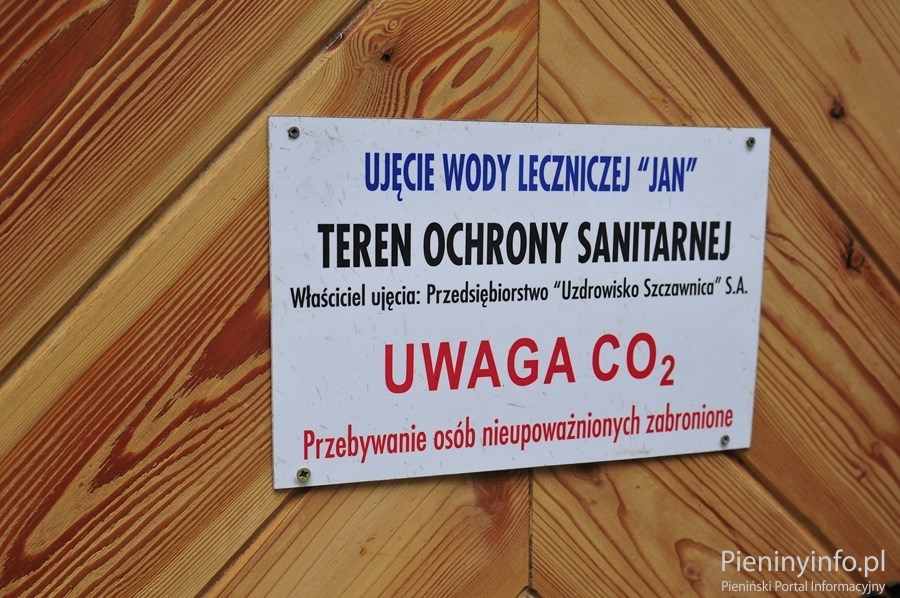 UJĘCIE WODY LECZNICZEJ “JAN”
TEREN OCHRONY SANITARNEJ
Właściciel ujęcia: Przedsiębiorstwo “Uzdrowisko Szczawnica” S.A.
UWAGA CO₂
Przebywanie osób nieupoważnionych zabronione
Pieninyinfo.pl
Pieniński Portal Informacyjny